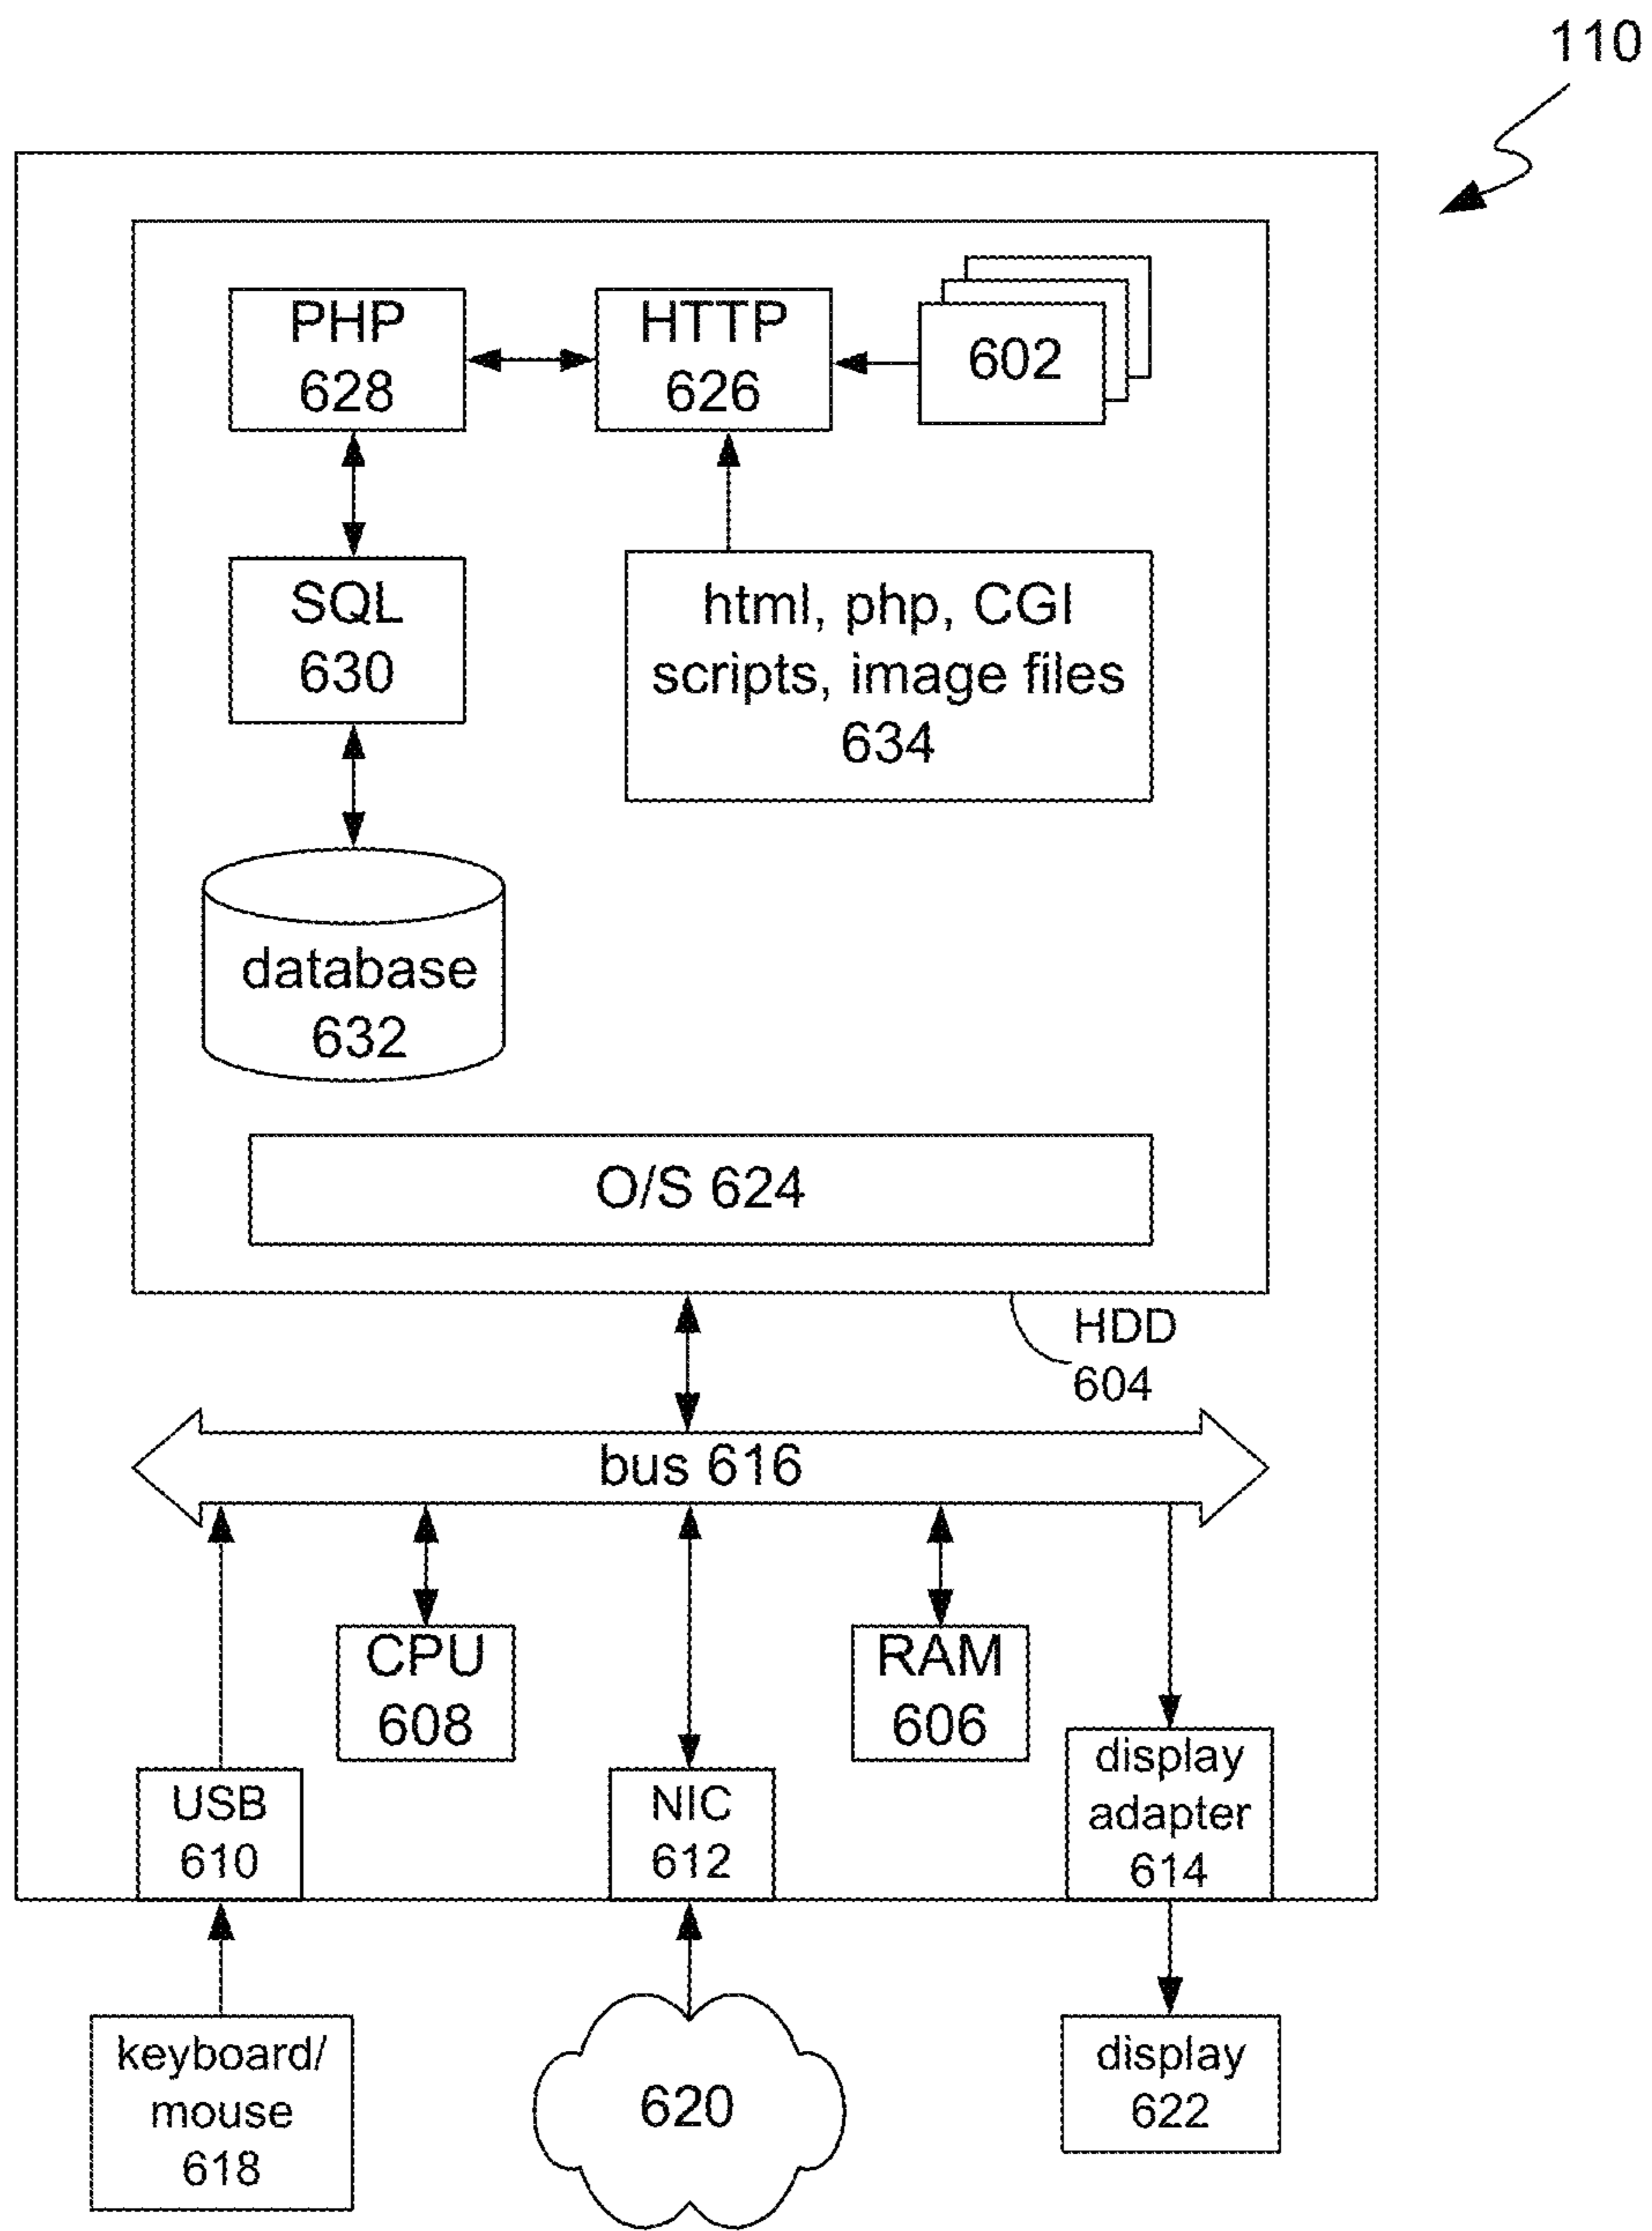 110
PHP
628
HTTP
626
602
SQL
630
html, php, CGI
scripts, image files
634
database
632
O/S 624
HDD
604
bus 616
CPU
608
RAM
606
USB
610
NIC
612
display
adapter
614
keyboard/
mouse
618
620
display
622